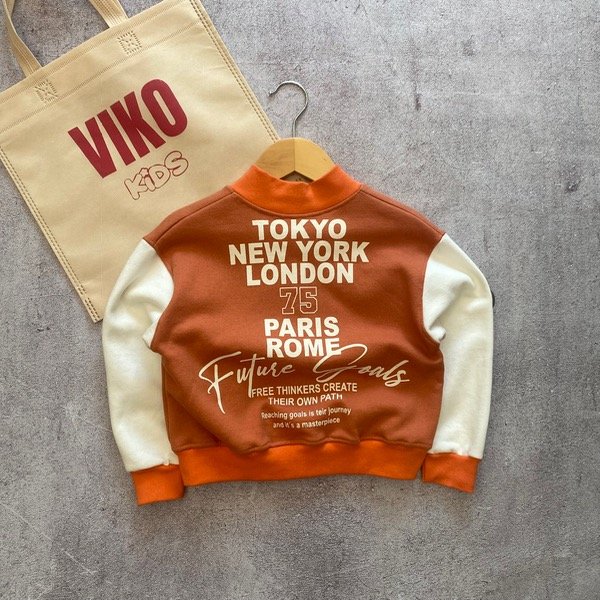 VIKO
KiDS
TOKYO
NEW YORK
LONDON
75
PARIS
ROME
Future Goals
FREE THINKERS CREATE
THEIR OWN PATH
Reaching goals is teir journey
and it's a masterpiece